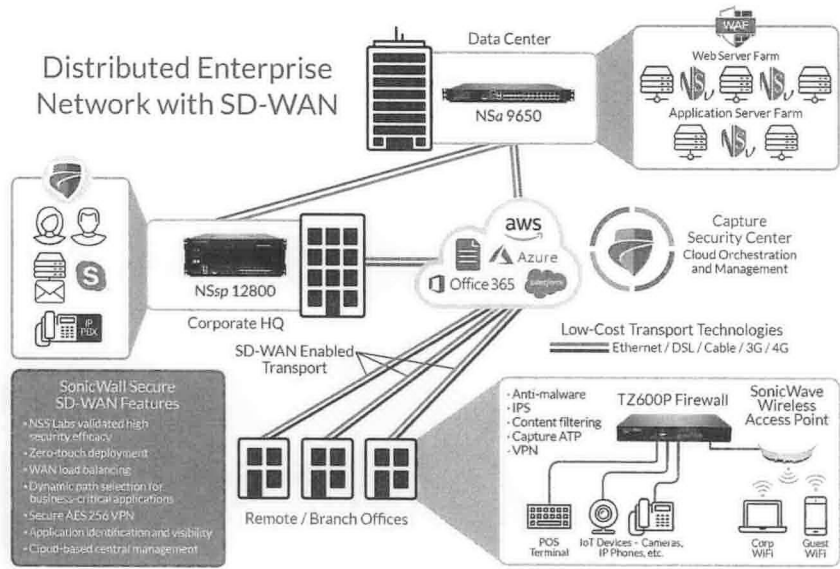 Distributed Enterprise
Network with SD-WAN
Data Center
NSa 9650
WAF
Web Server Farm
NSv
NSv
Application Server Farm
NSv
NSsp 12800
Corporate HQ
IP
PBX
aws
Azure
Office 365
salesforce
Capture
Security Center
Cloud Orchestration
and Management
Low-Cost Transport Technologies
Ethernet / DSL / Cable / 3G / 4G
SD-WAN Enabled
Transport
SonicWall Secure
SD-WAN Features
• NSS Labs validated high
security efficacy
• Zero-touch deployment
• WAN load balancing
• Dynamic path selection for
business-critical applications
• Secure AES 256 VPN
• Application identification and visibility
• Cloud-based central management
Remote / Branch Offices
• Anti-malware
• IPS
• Content filtering
• Capture ATP
• VPN
TZ600P Firewall
SonicWave
Wireless
Access Point
POS
Terminal
IoT Devices - Cameras,
IP Phones, etc.
Corp
WiFi
Guest
WiFi